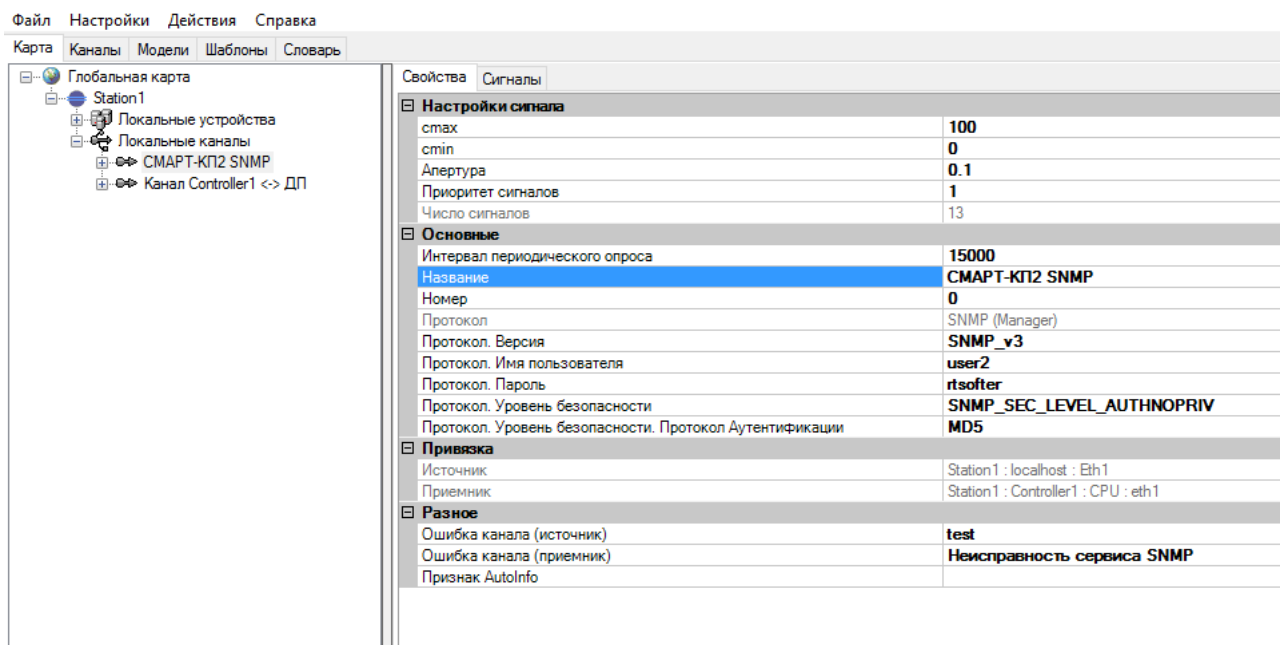 Файл Настройки Действия Справка
Карта Каналы Модели Шаблоны Словарь
Глобальная карта
Station1
Локальные устройства
Локальные каналы
СМАРТ-КП2 SNMP
Канал Controller1 <-> ДП
Свойства Сигналы
Настройки сигнала
cmax 100
cmin 0
Апертура 0.1
Приоритет сигналов 1
Число сигналов 13
Основные
Интервал периодического опроса 15000
Название СМАРТ-КП2 SNMP
Номер 0
Протокол SNMP (Manager)
Протокол. Версия SNMP_v3
Протокол. Имя пользователя user2
Протокол. Пароль rtsofter
Протокол. Уровень безопасности SNMP_SEC_LEVEL_AUTHNOPRIV
Протокол. Уровень безопасности. Протокол Аутентификации MD5
Привязка
Источник Station1 : localhost : Eth1
Приемник Station1 : Controller1 : CPU : eth1
Разное
Ошибка канала (источник) test
Ошибка канала (приемник) Неисправность сервиса SNMP
Признак AutoInfo